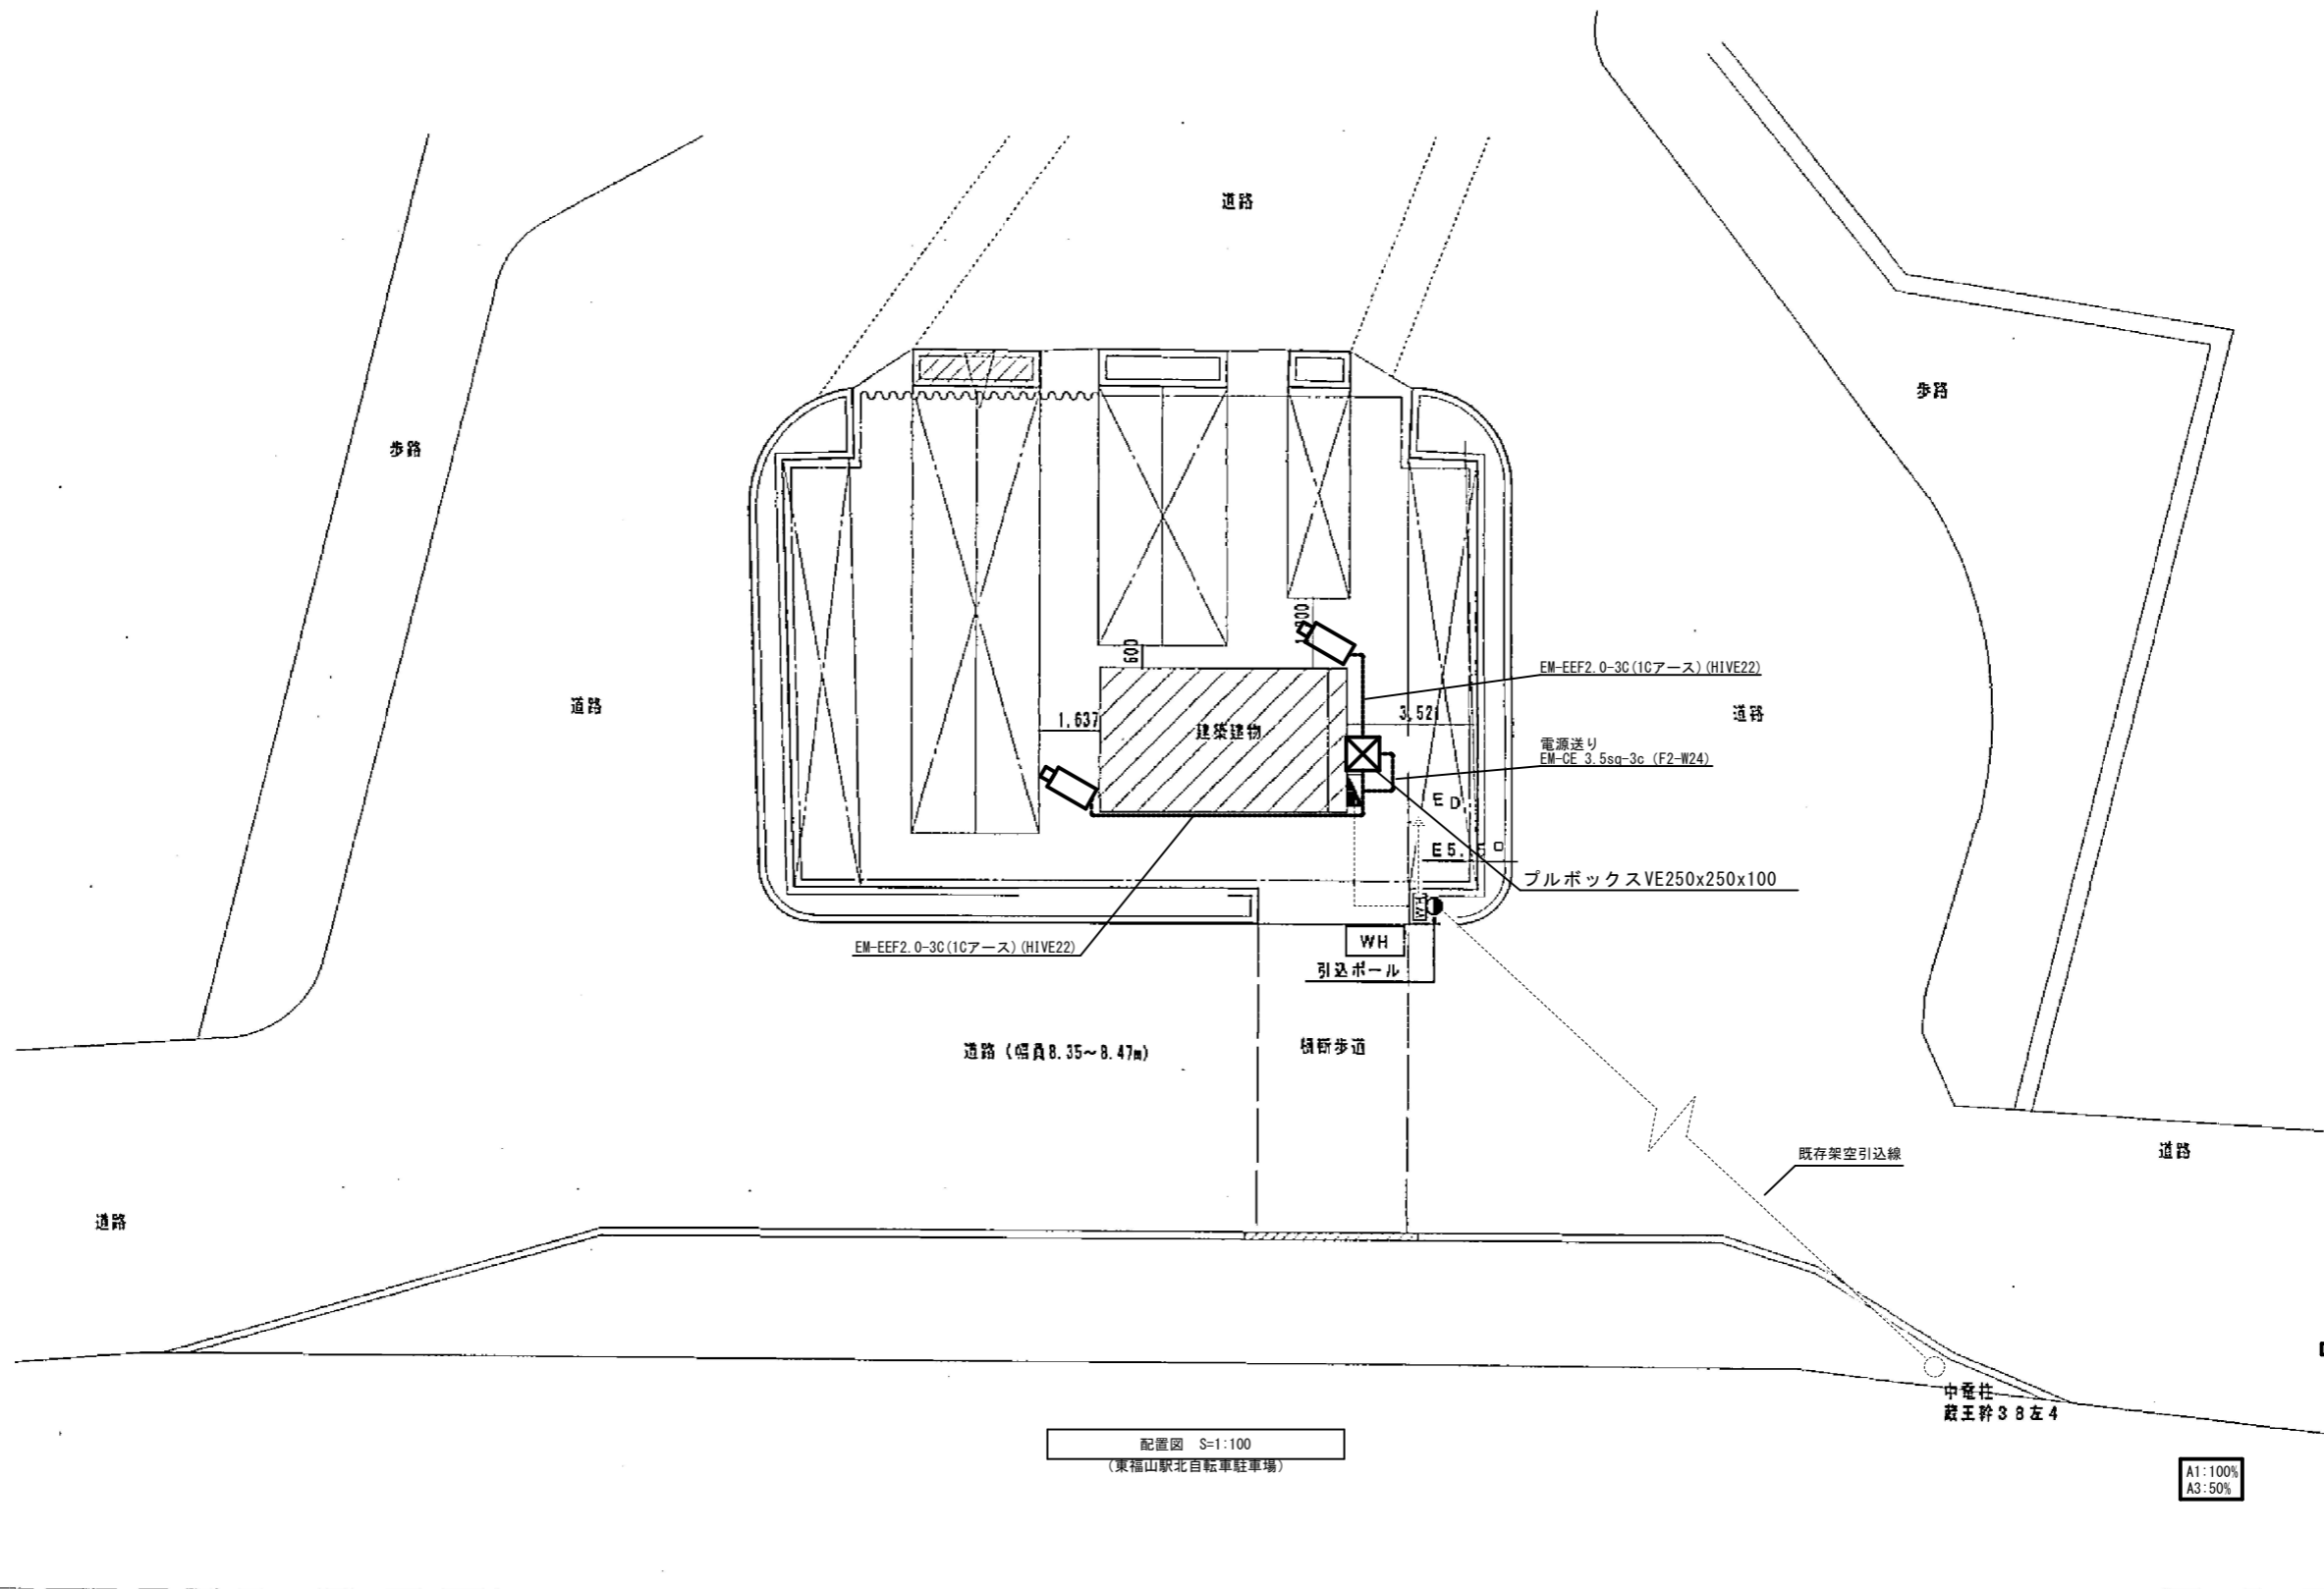 道路
歩路
歩路
600
EM-EEF2.0-3C(1Cアース)(HIVE22)
道路
道路
1.637
建築建物
3.521
電源送り
EM-CE 3.5sq-3c (F2-W24)
ED
プルボックスVE250x250x100
EM-EEF2.0-3C(1Cアース)(HIVE22)
WH
引込ポール
道路(幅員8.35~8.47m)
横断歩道
既存架空引込線
道路
道路
中電柱
蔵王幹38左4
配置図 S=1:100
(東福山駅北自転車駐車場)
A1:100%
A3:50%